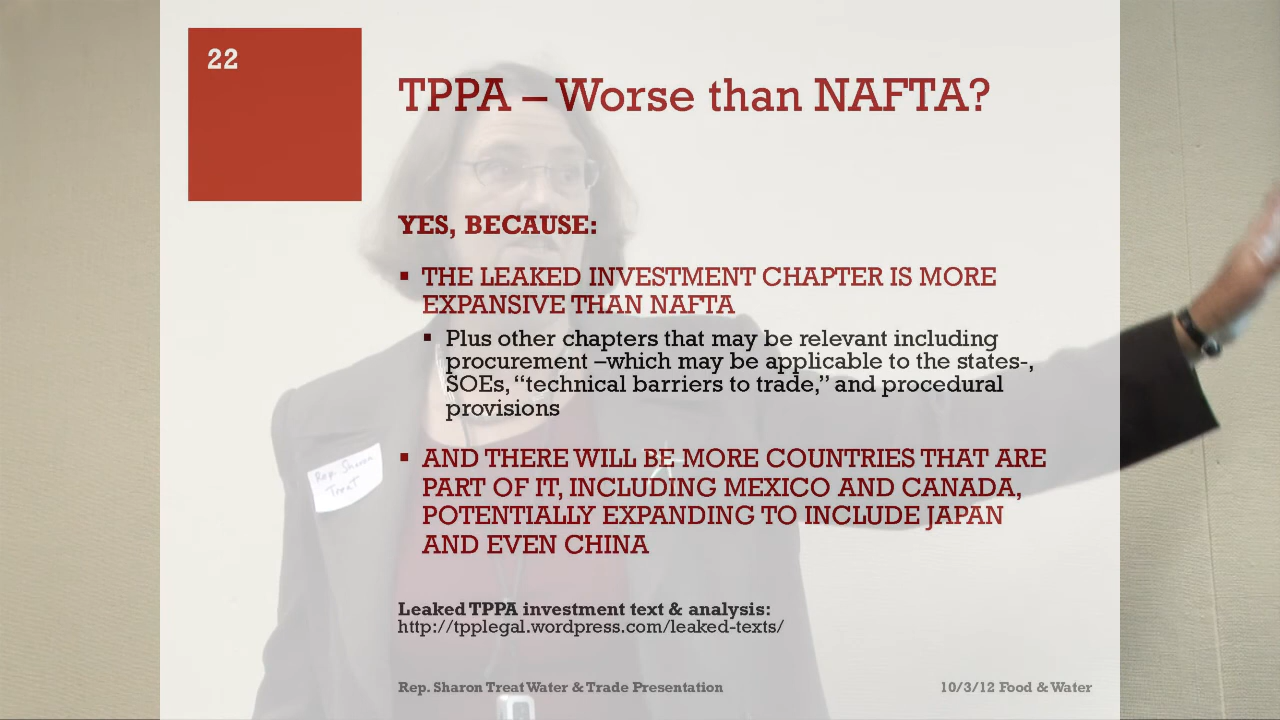 22
TPPA – Worse than NAFTA?
YES, BECAUSE:
▪ THE LEAKED INVESTMENT CHAPTER IS MORE
EXPANSIVE THAN NAFTA
▪ Plus other chapters that may be relevant including
procurement –which may be applicable to the states-,
SOEs, “technical barriers to trade,” and procedural
provisions
Rep. Sharon
Treat
▪ AND THERE WILL BE MORE COUNTRIES THAT ARE
PART OF IT, INCLUDING MEXICO AND CANADA,
POTENTIALLY EXPANDING TO INCLUDE JAPAN
AND EVEN CHINA
Leaked TPPA investment text & analysis:
http://tpplegal.wordpress.com/leaked-texts/
Rep. Sharon Treat Water & Trade Presentation
10/3/12 Food & Water